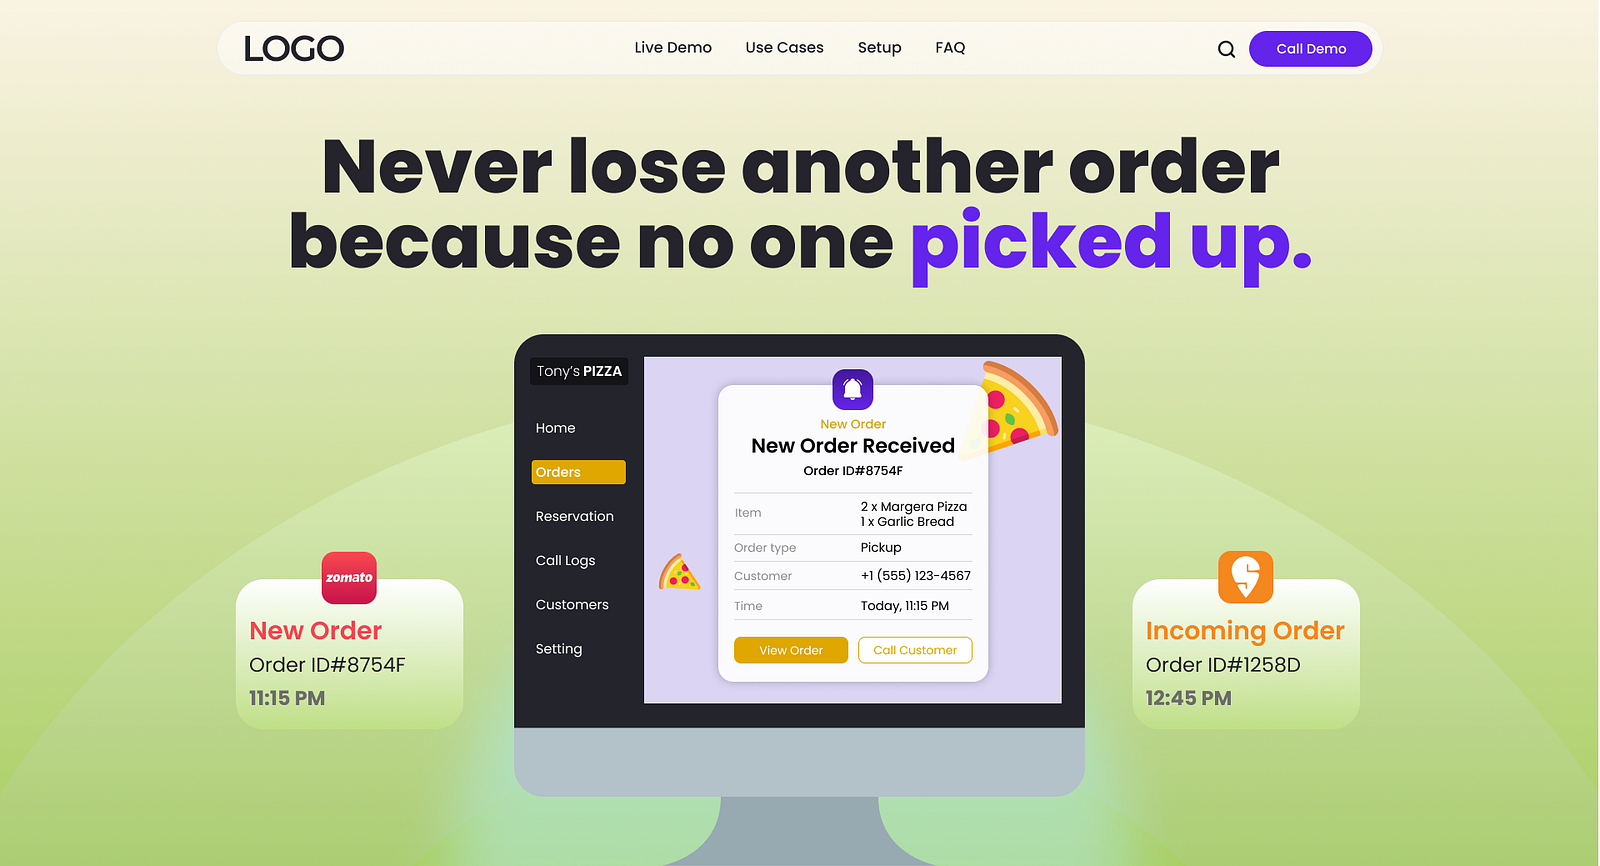 LOGO
Live Demo
Use Cases
Setup
FAQ
Call Demo
Never lose another order
because no one picked up.
Tony's PIZZA
Home
Orders
Reservation
Call Logs
Customers
Setting
New Order
New Order Received
Order ID#8754F
Item
2 x Margera Pizza
1 x Garlic Bread
Order type
Pickup
Customer
+1 (555) 123-4567
Time
Today, 11:15 PM
View Order
Call Customer
zomato
New Order
Order ID#8754F
11:15 PM
Incoming Order
Order ID#1258D
12:45 PM